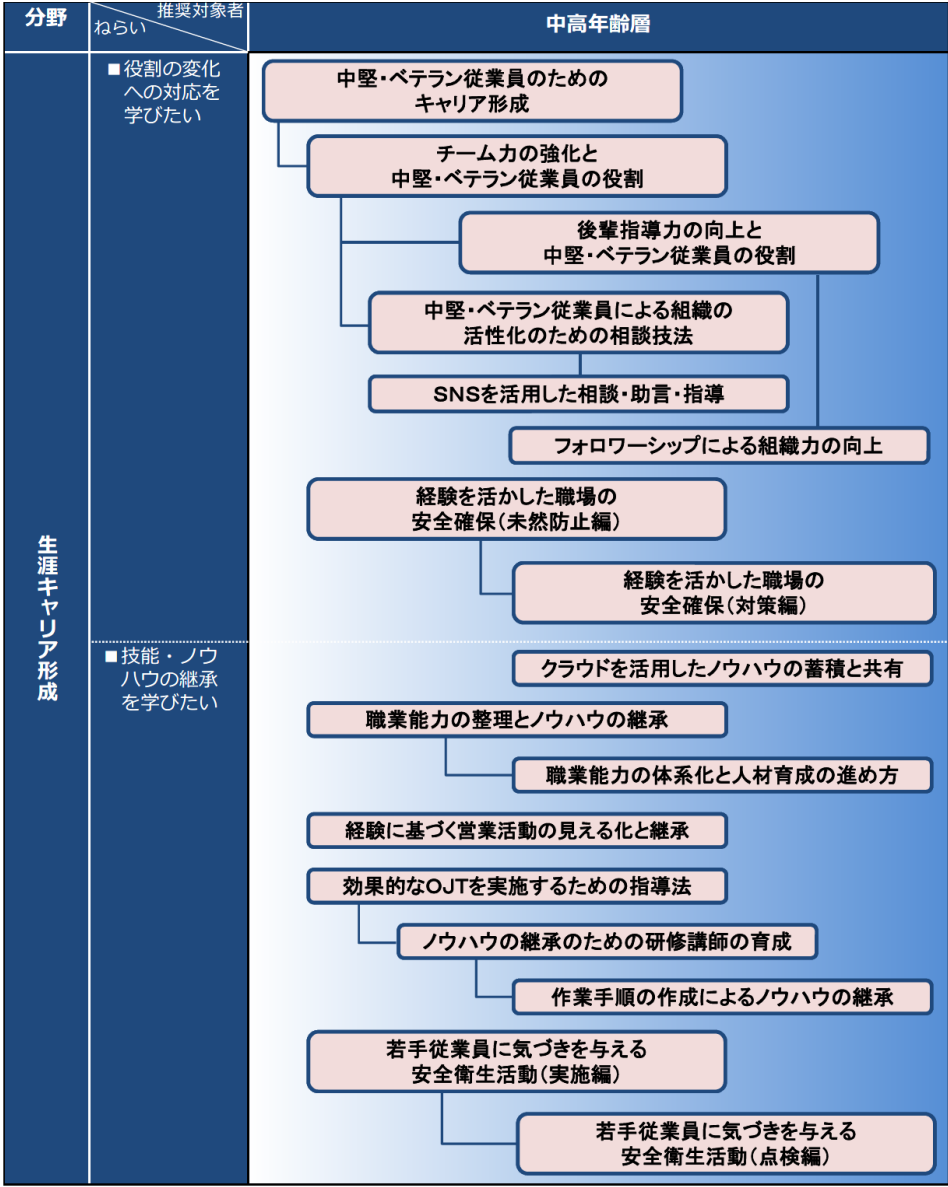 分野
推奨対象者
ねらい
中高年齢層
生涯キャリア形成
■役割の変化
への対応を
学びたい
中堅・ベテラン従業員のための
キャリア形成
チーム力の強化と
中堅・ベテラン従業員の役割
後輩指導力の向上と
中堅・ベテラン従業員の役割
中堅・ベテラン従業員による組織の
活性化のための相談技法
SNSを活用した相談・助言・指導
フォロワーシップによる組織力の向上
経験を活かした職場の
安全確保(未然防止編)
経験を活かした職場の
安全確保(対策編)
■技能・ノウ
ハウの継承
を学びたい
クラウドを活用したノウハウの蓄積と共有
職業能力の整理とノウハウの継承
職業能力の体系化と人材育成の進め方
経験に基づく営業活動の見える化と継承
効果的なOJTを実施するための指導法
ノウハウの継承のための研修講師の育成
作業手順の作成によるノウハウの継承
若手従業員に気づきを与える
安全衛生活動(実施編)
若手従業員に気づきを与える
安全衛生活動(点検編)